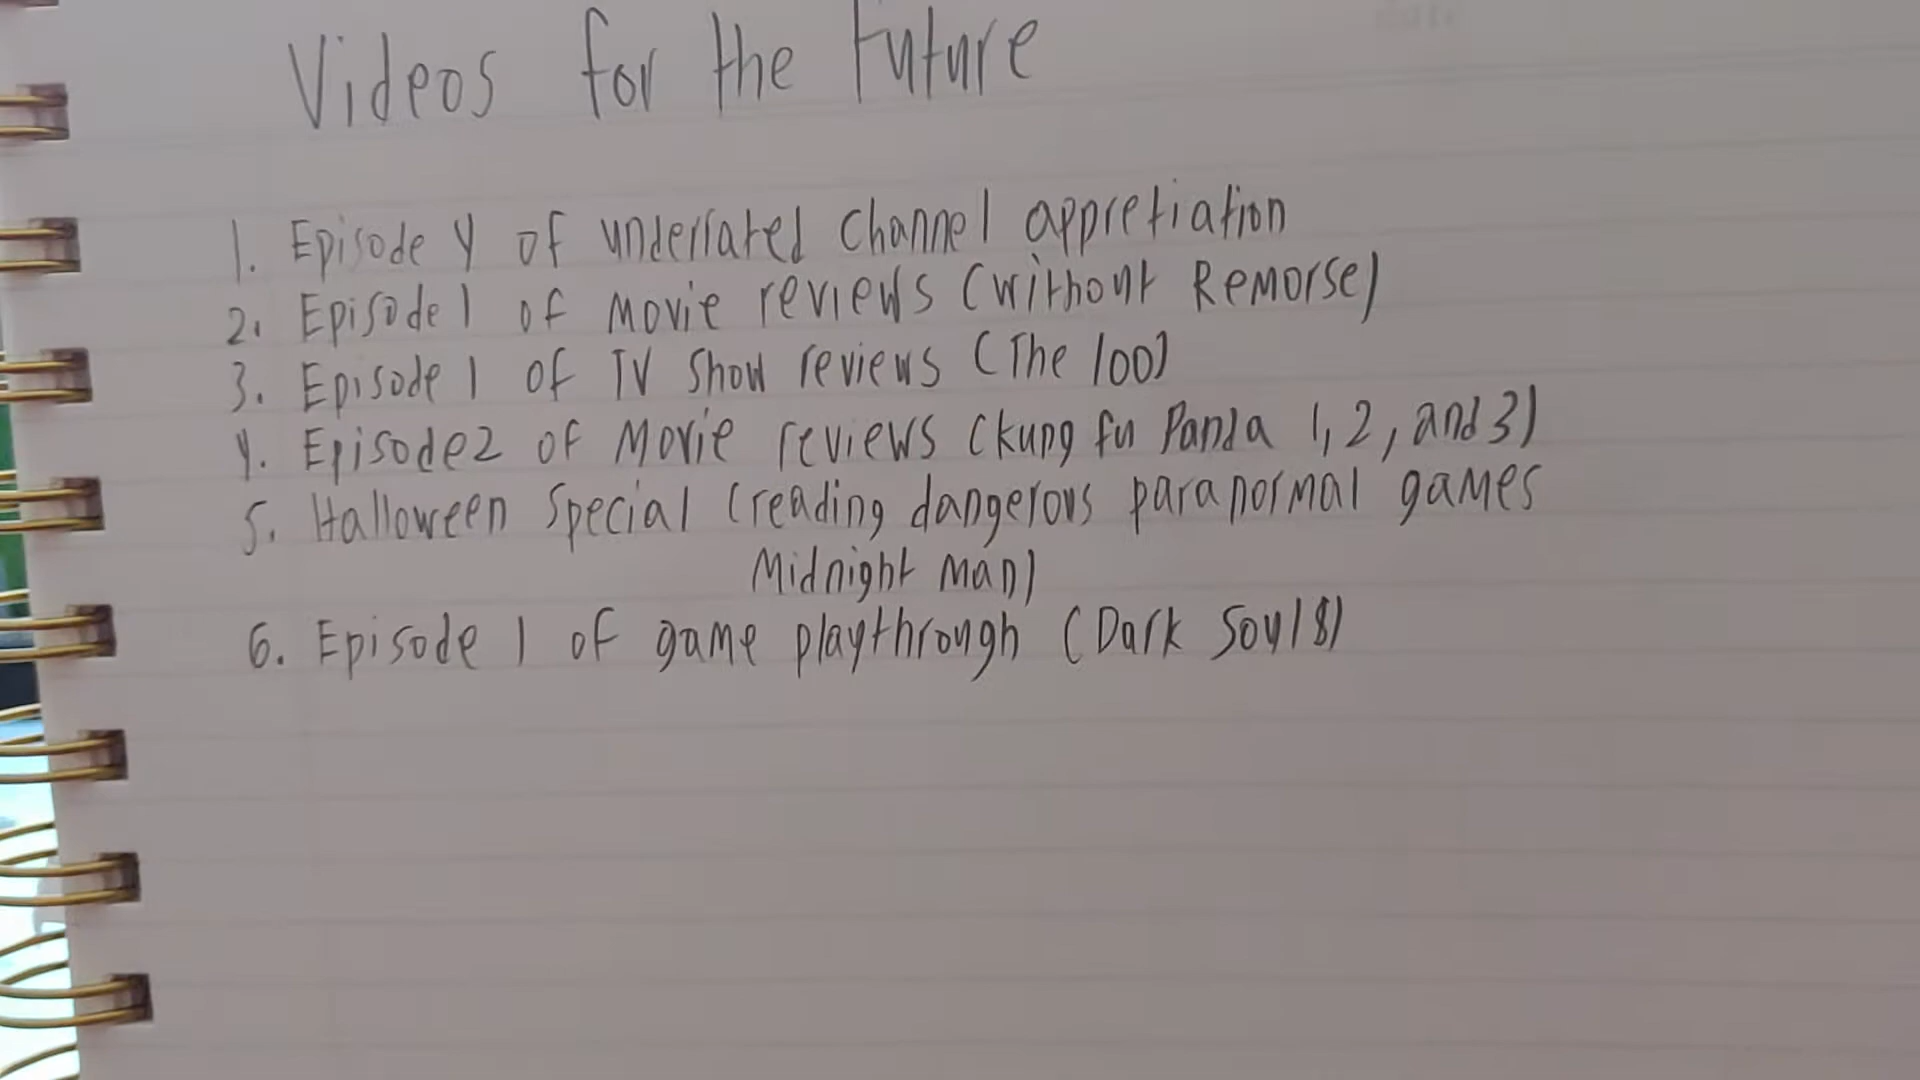 Videos for the Future
1. Episode 4 of underrated channel appretiation
2. Episode 1 of Movie reviews (without Remorse)
3. Episode 1 of TV Show reviews (The 100)
4. Episode 2 of Movie reviews (kung fu Panda 1, 2, and 3)
5. Halloween Special (reading dangerous paranormal games
Midnight Man)
6. Episode 1 of game playthrough (Dark Souls)